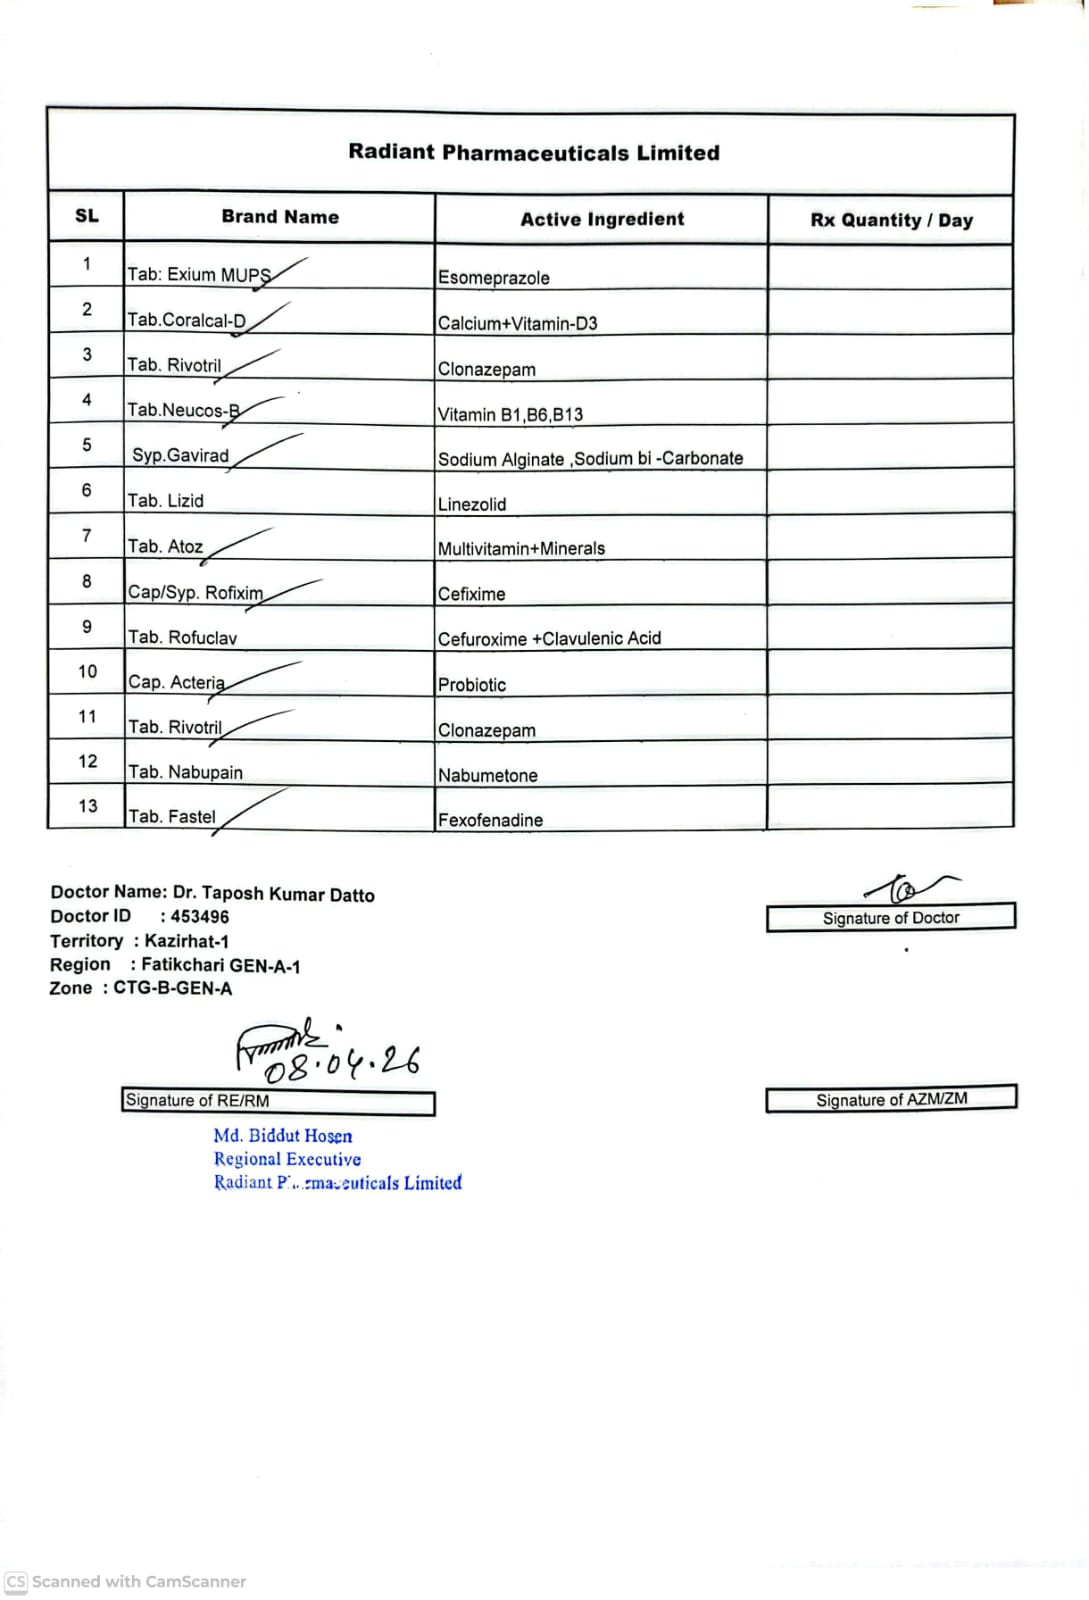 Radiant Pharmaceuticals Limited
SL Brand Name Active Ingredient Rx Quantity / Day
1 Tab: Exium MUPS Esomeprazole
2 Tab.Coralcal-D Calcium+Vitamin-D3
3 Tab. Rivotril Clonazepam
4 Tab.Neucos-B Vitamin B1,B6,B13
5 Syp.Gavirad Sodium Alginate ,Sodium bi -Carbonate
6 Tab. Lizid Linezolid
7 Tab. Atoz Multivitamin+Minerals
8 Cap/Syp. Rofixim Cefixime
9 Tab. Rofuclav Cefuroxime +Clavulenic Acid
10 Cap. Acteria Probiotic
11 Tab. Rivotril Clonazepam
12 Tab. Nabupain Nabumetone
13 Tab. Fastel Fexofenadine
Doctor Name: Dr. Taposh Kumar Datto
Doctor ID : 453496
Territory : Kazirhat-1
Region : Fatikchari GEN-A-1
Zone : CTG-B-GEN-A
Signature of Doctor
08.04.26
Signature of RE/RM
Signature of AZM/ZM
Md. Biddut Hosen
Regional Executive
Radiant Pharmaceuticals Limited
CS Scanned with CamScanner